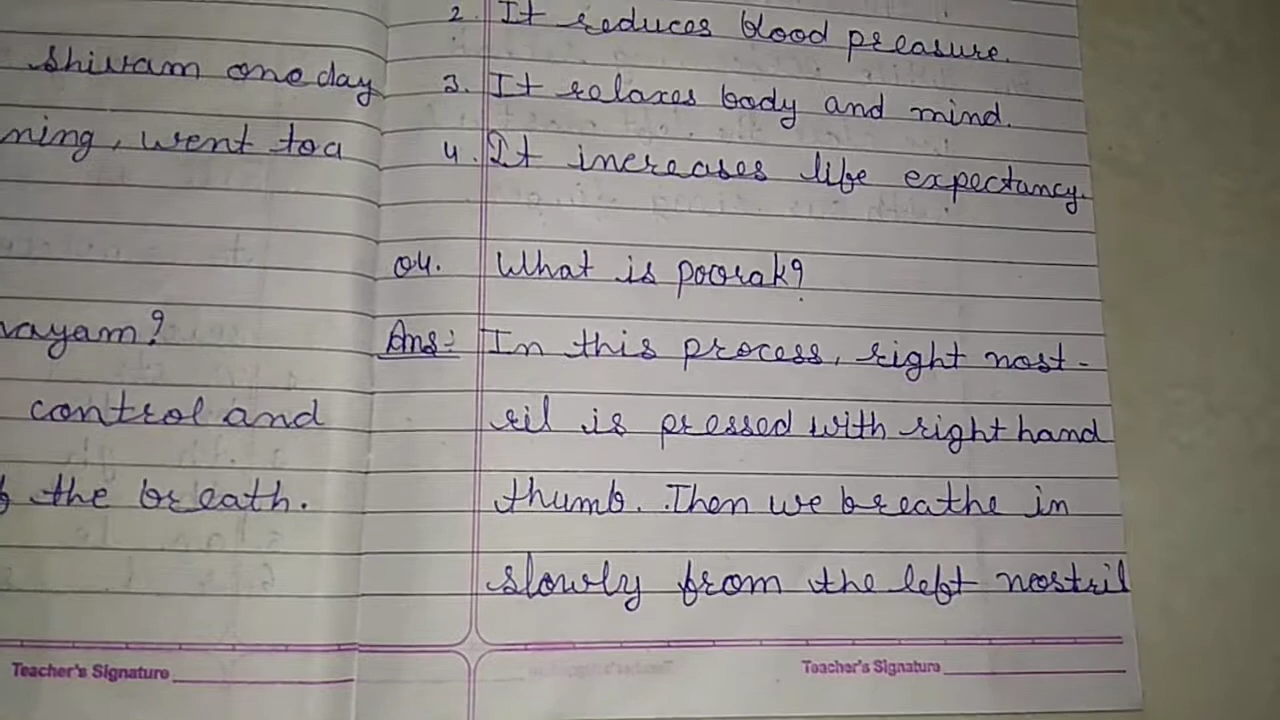 shivam one day
ning, went to a
vayam?
control and
the breath.
Teacher's Signature
2. It reduces blood preasure.
3. It relaxes body and mind.
4. It increases life expectancy.
Q4. What is poorak?
Ans: In this process, right nost-
ril is pressed with right hand
thumb. Then we breathe in
slowly from the left nostril
Teacher's Signature